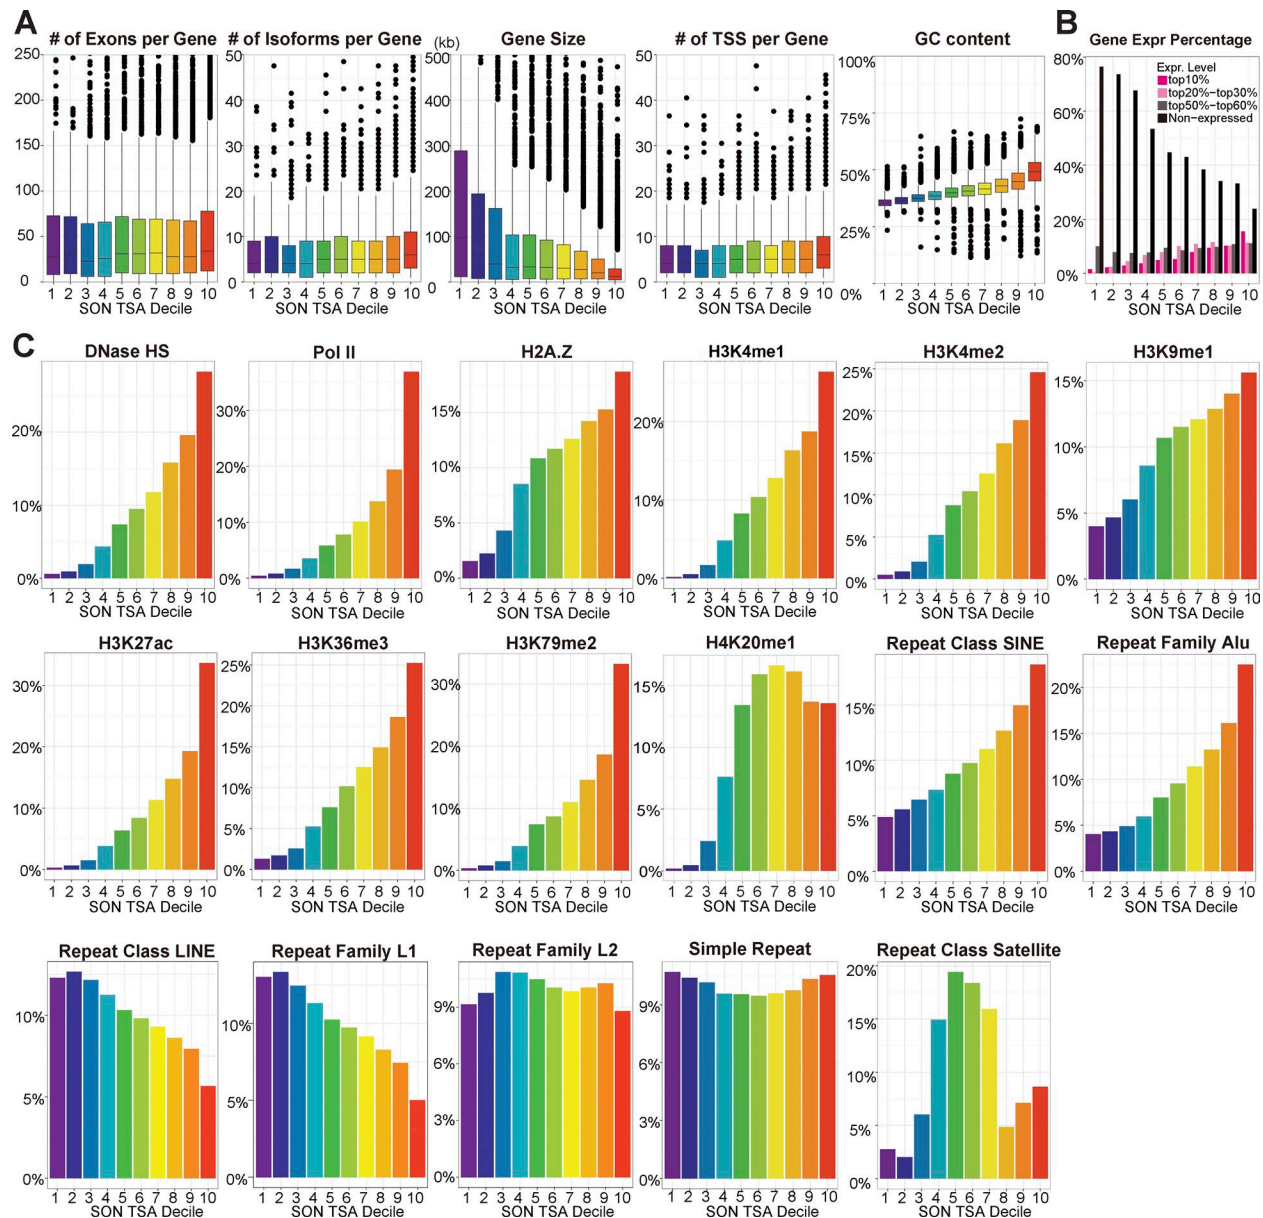 A
B
# of Exons per Gene
# of Isoforms per Gene
(kb)
Gene Size
# of TSS per Gene
GC content
Gene Expr Percentage
250
200
150
100
50
0
1 2 3 4 5 6 7 8 9 10
SON TSA Decile
50
40
30
20
10
0
1 2 3 4 5 6 7 8 9 10
SON TSA Decile
500
400
300
200
100
0
1 2 3 4 5 6 7 8 9 10
SON TSA Decile
50
40
30
20
10
0
1 2 3 4 5 6 7 8 9 10
SON TSA Decile
100%
75%
50%
25%
0%
1 2 3 4 5 6 7 8 9 10
SON TSA Decile
80%
60%
40%
20%
0%
Expr. Level
top10%
top20%-top30%
top50%-top60%
Non-expressed
1 2 3 4 5 6 7 8 9 10
SON TSA Decile
C
DNase HS
20%
10%
0%
1 2 3 4 5 6 7 8 9 10
SON TSA Decile
Pol II
30%
20%
10%
0%
1 2 3 4 5 6 7 8 9 10
SON TSA Decile
H2A.Z
15%
10%
5%
0%
1 2 3 4 5 6 7 8 9 10
SON TSA Decile
H3K4me1
20%
10%
0%
1 2 3 4 5 6 7 8 9 10
SON TSA Decile
H3K4me2
25%
20%
15%
10%
5%
0%
1 2 3 4 5 6 7 8 9 10
SON TSA Decile
H3K9me1
15%
10%
5%
0%
1 2 3 4 5 6 7 8 9 10
SON TSA Decile
H3K27ac
30%
20%
10%
0%
1 2 3 4 5 6 7 8 9 10
SON TSA Decile
H3K36me3
25%
20%
15%
10%
5%
0%
1 2 3 4 5 6 7 8 9 10
SON TSA Decile
H3K79me2
30%
20%
10%
0%
1 2 3 4 5 6 7 8 9 10
SON TSA Decile
H4K20me1
15%
10%
5%
0%
1 2 3 4 5 6 7 8 9 10
SON TSA Decile
Repeat Class SINE
15%
10%
5%
0%
1 2 3 4 5 6 7 8 9 10
SON TSA Decile
Repeat Family Alu
20%
15%
10%
5%
0%
1 2 3 4 5 6 7 8 9 10
SON TSA Decile
Repeat Class LINE
10%
5%
0%
1 2 3 4 5 6 7 8 9 10
SON TSA Decile
Repeat Family L1
10%
5%
0%
1 2 3 4 5 6 7 8 9 10
SON TSA Decile
Repeat Family L2
9%
6%
3%
0%
1 2 3 4 5 6 7 8 9 10
SON TSA Decile
Simple Repeat
9%
6%
3%
0%
1 2 3 4 5 6 7 8 9 10
SON TSA Decile
Repeat Class Satellite
20%
15%
10%
5%
0%
1 2 3 4 5 6 7 8 9 10
SON TSA Decile